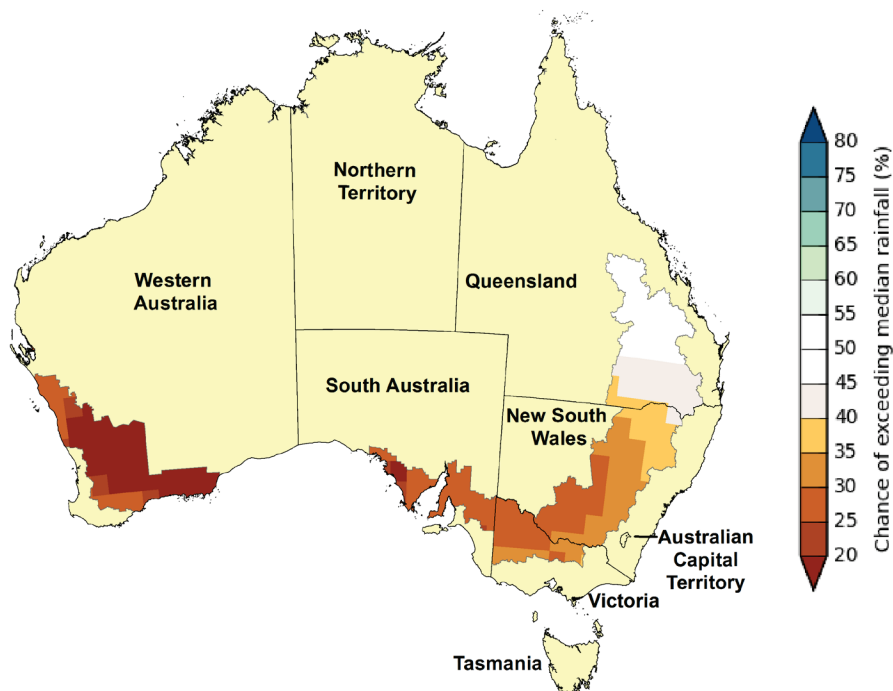 Northern
Territory
Western
Australia
Queensland
South Australia
New South
Wales
Australian
Capital
Territory
Victoria
Tasmania
80
75
70
65
60
55
50
45
40
35
30
25
20
Chance of exceeding median rainfall (%)